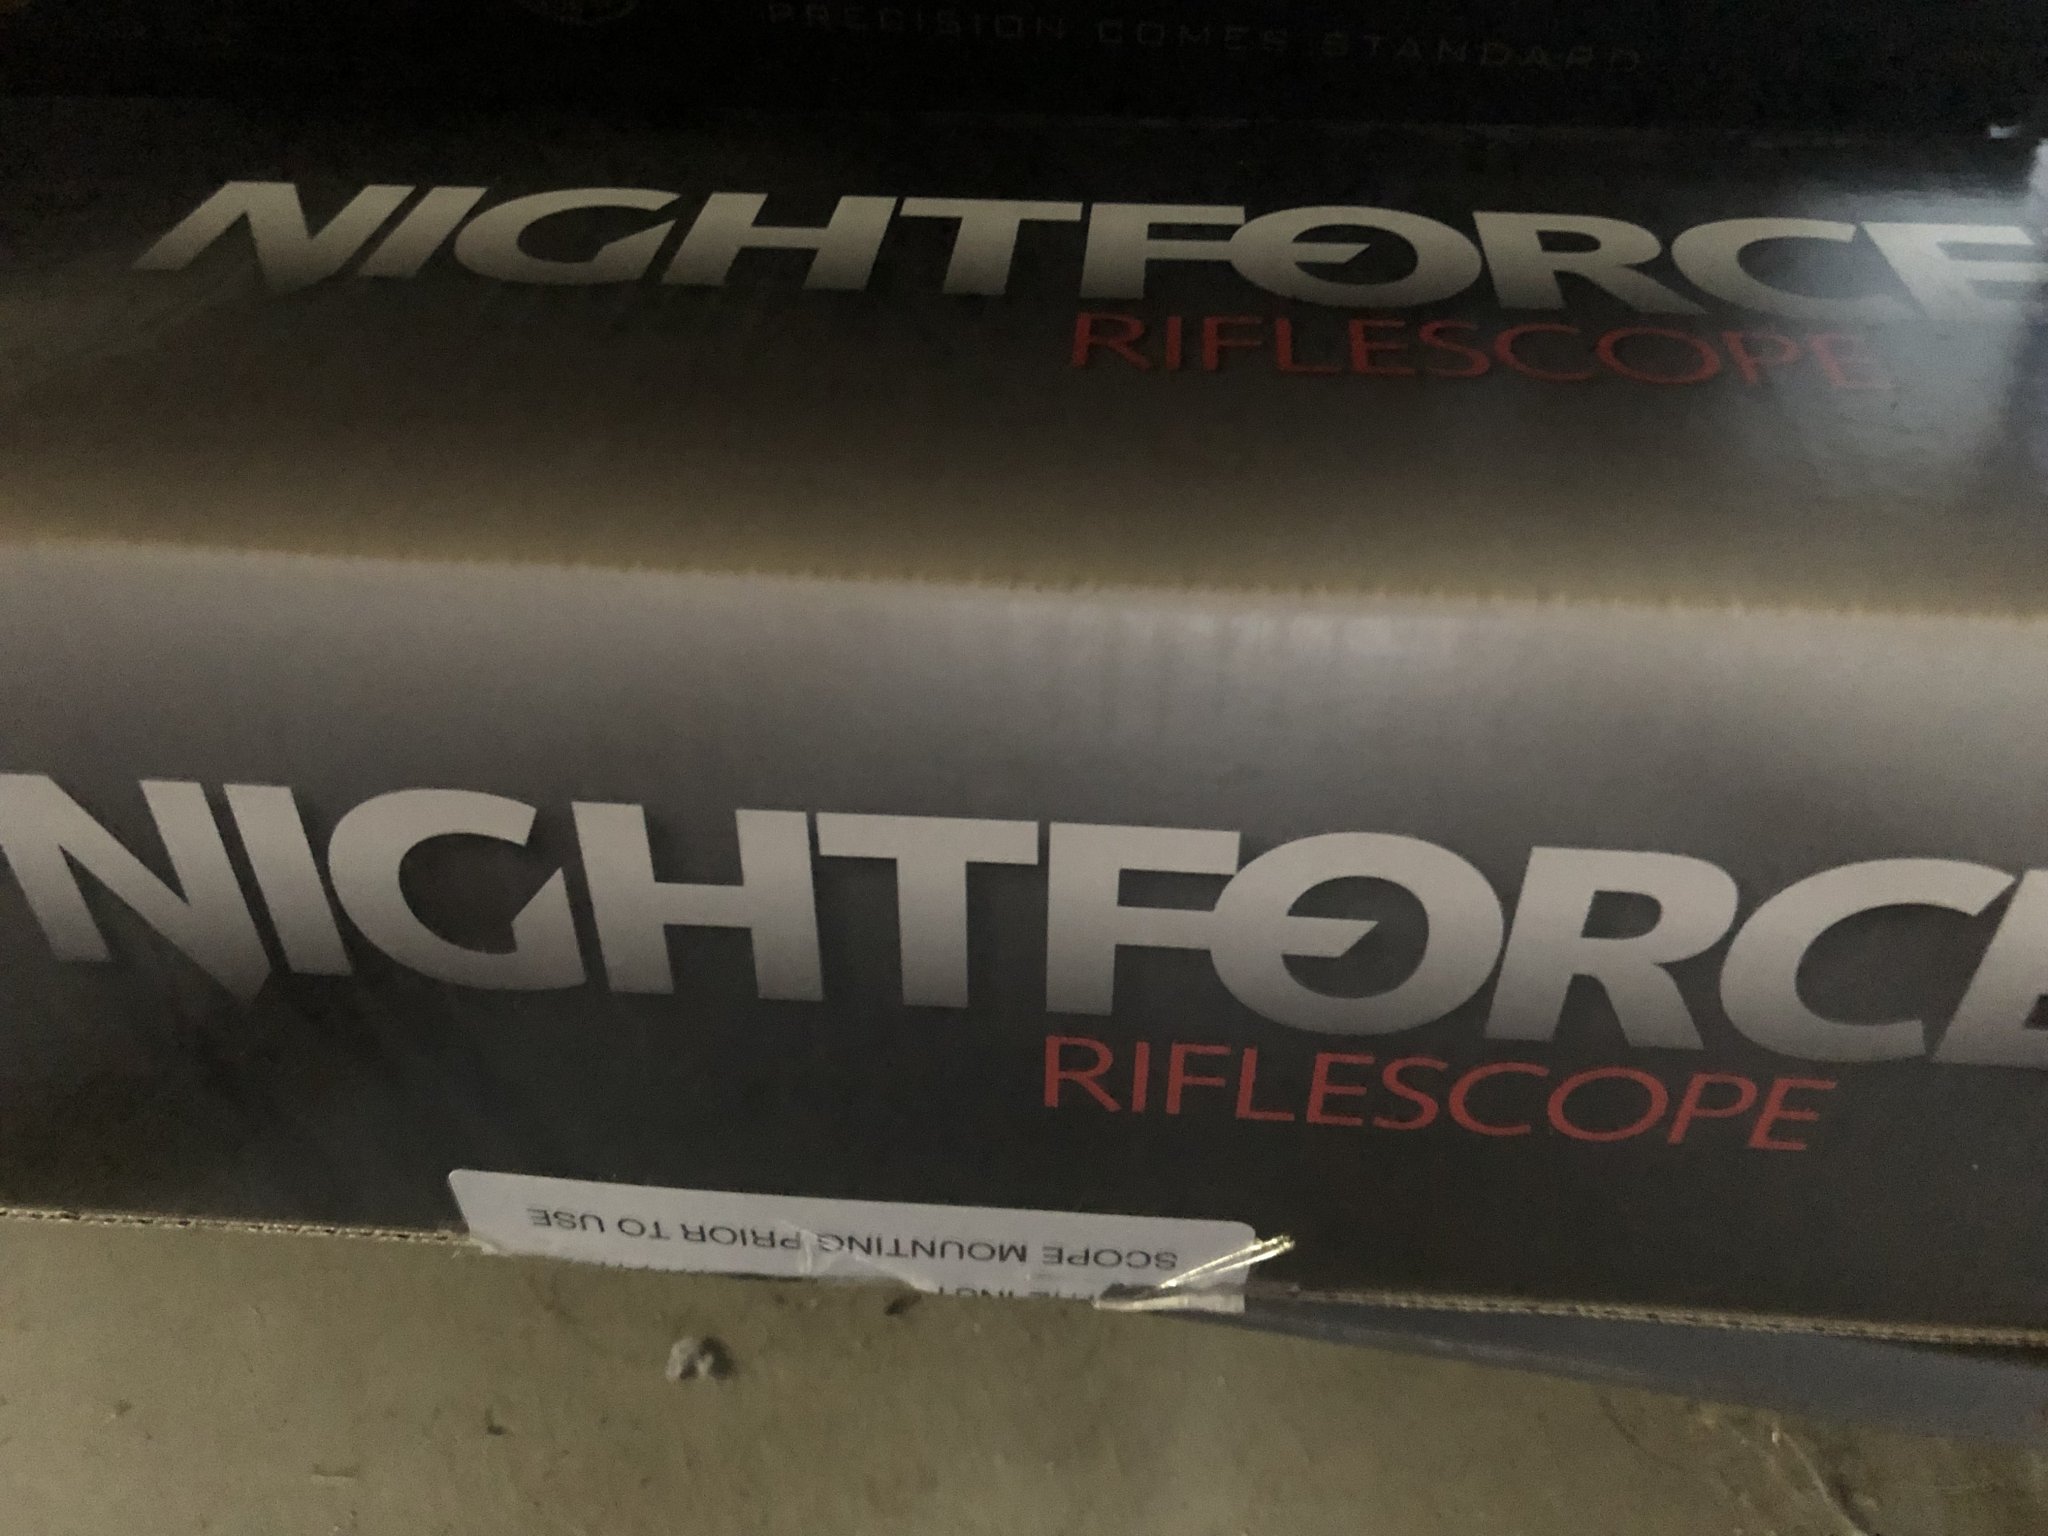 PRECISION COMES STANDARD
NIGHTFORCE
RIFLESCOPE
NIGHTFORCE
RIFLESCOPE
SCOPE MOUNTING PRIOR TO USE